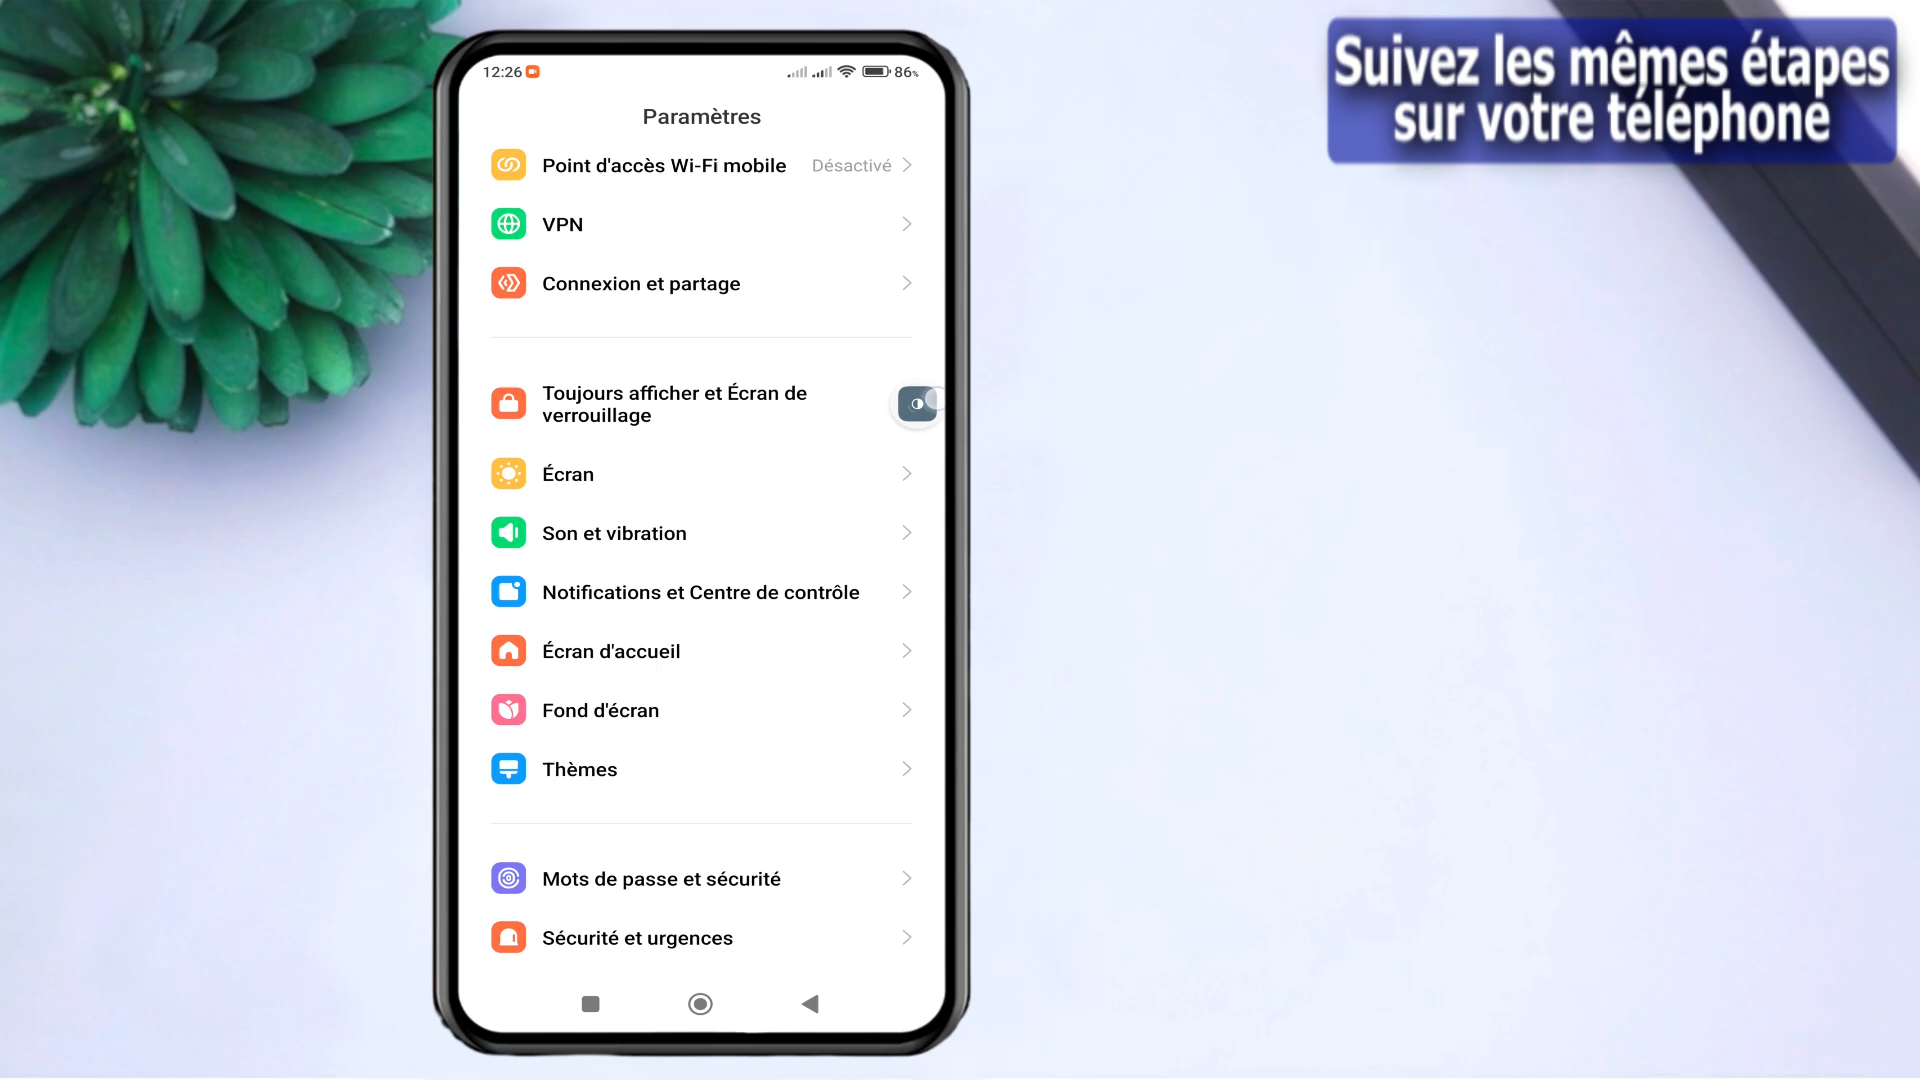 Suivez les mêmes étapes
sur votre téléphone
12:26
86%
Paramètres
Point d'accès Wi-Fi mobile Désactivé
VPN
Connexion et partage
Toujours afficher et Écran de
verrouillage
Écran
Son et vibration
Notifications et Centre de contrôle
Écran d'accueil
Fond d'écran
Thèmes
Mots de passe et sécurité
Sécurité et urgences